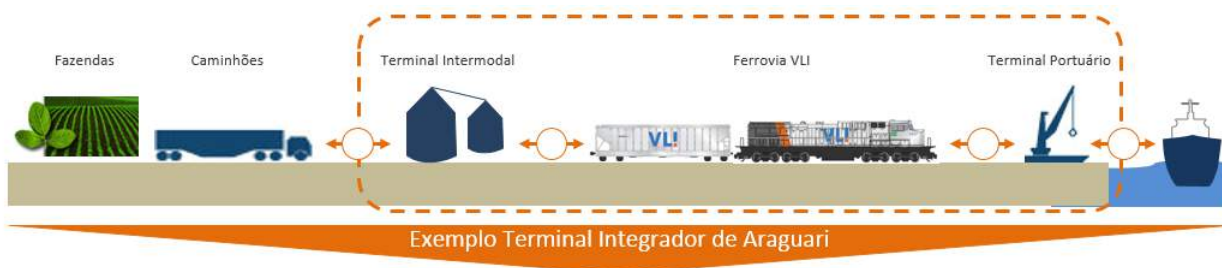 Fazendas
Caminhões
Terminal Intermodal
Ferrovia VLI
Terminal Portuário
VLI
VLI
Exemplo Terminal Integrador de Araguari